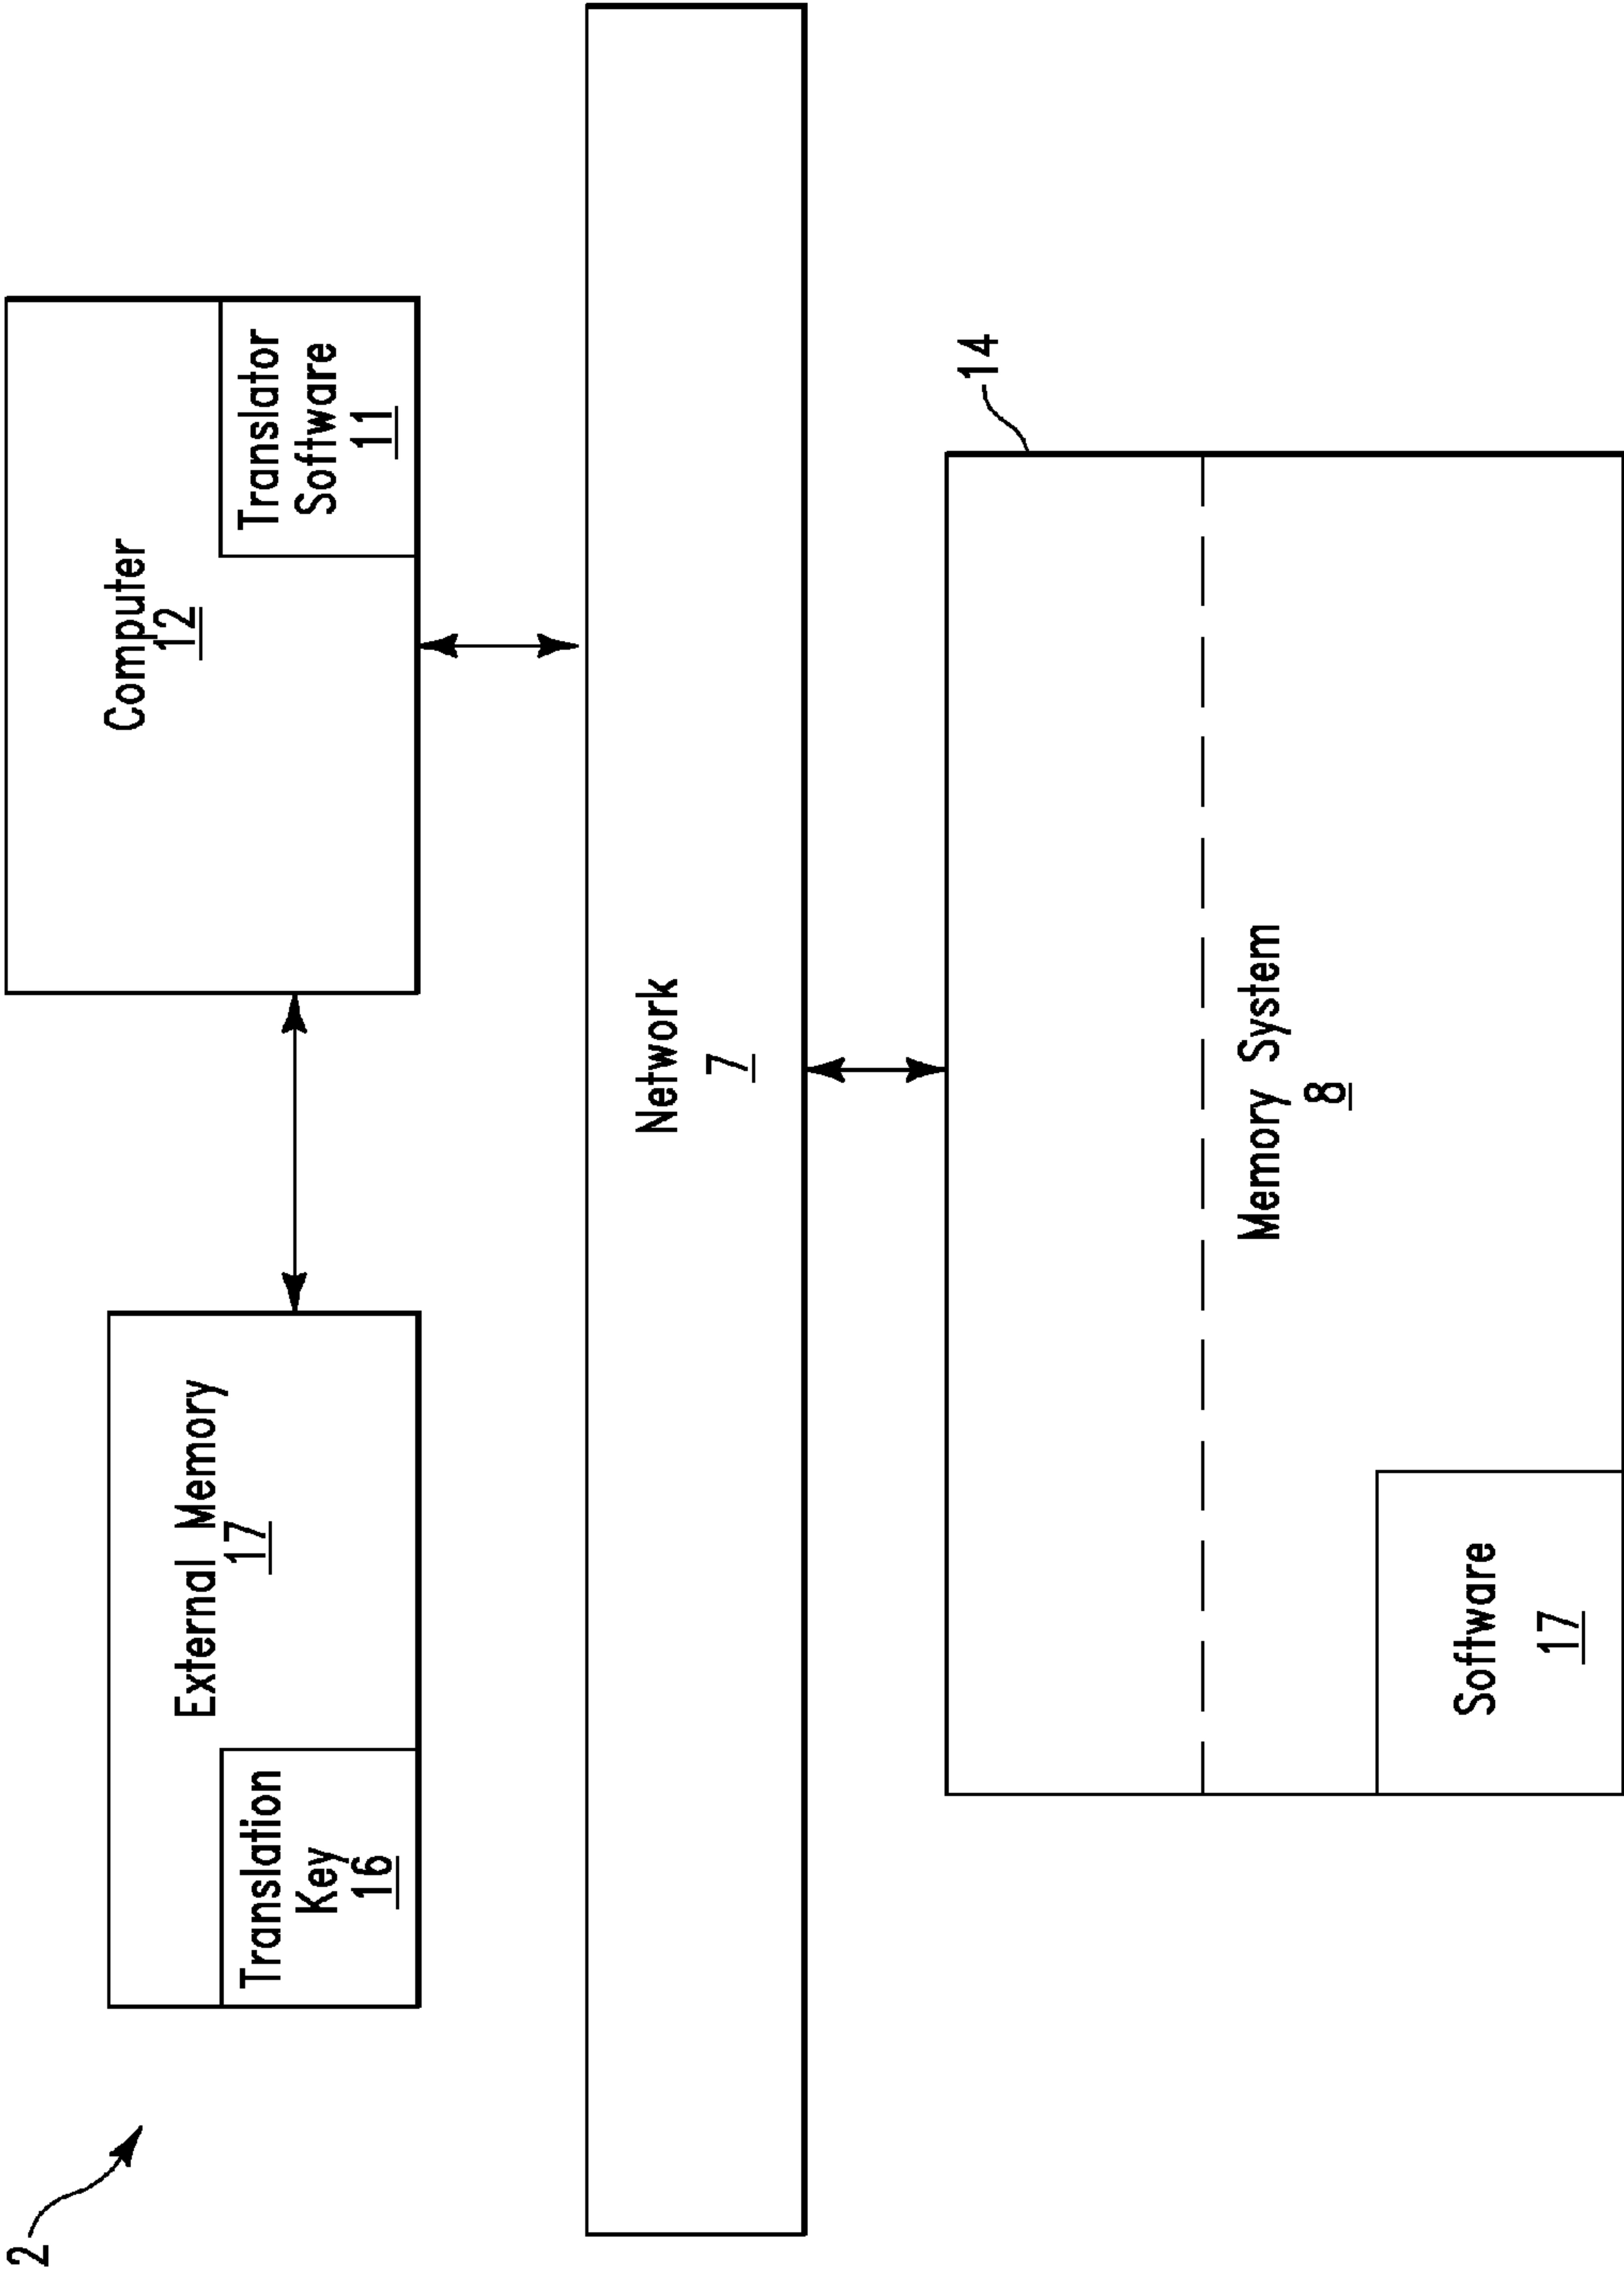 2
External Memory
17
Translation
Key
16
Computer
12
Translator
Software
11
Network
7
14
Memory System
8
Software
17